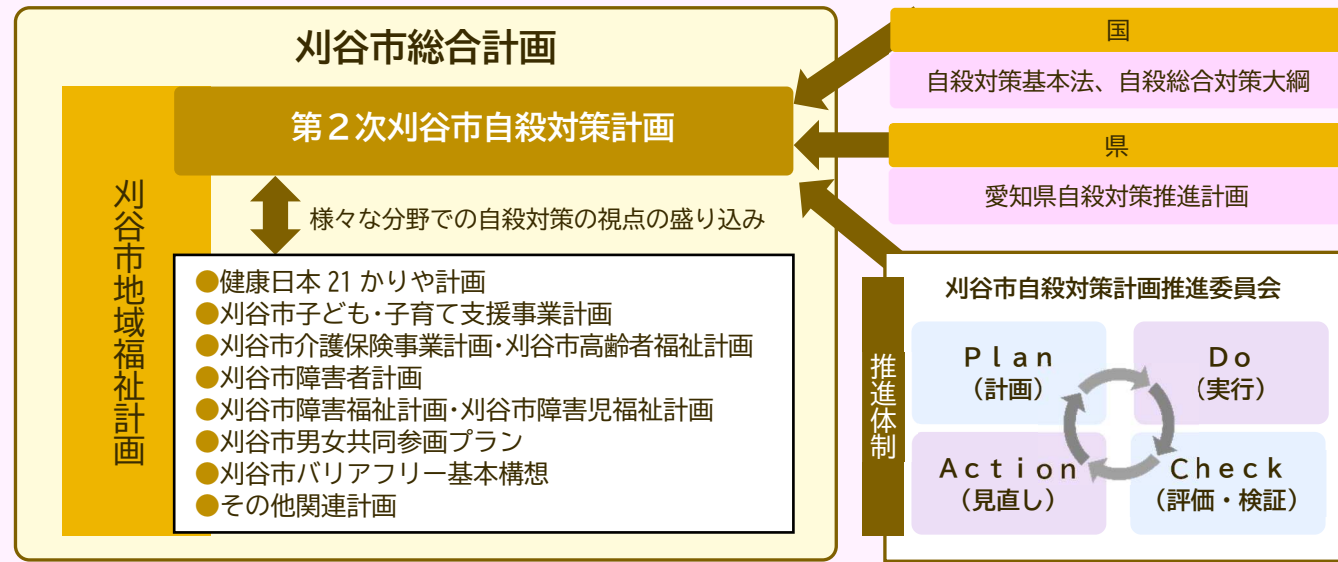 刈谷市総合計画
刈谷市地域福祉計画
第２次刈谷市自殺対策計画
様々な分野での自殺対策の視点の盛り込み
●健康日本 21 かりや計画
●刈谷市子ども・子育て支援事業計画
●刈谷市介護保険事業計画・刈谷市高齢者福祉計画
●刈谷市障害者計画
●刈谷市障害福祉計画・刈谷市障害児福祉計画
●刈谷市男女共同参画プラン
●刈谷市バリアフリー基本構想
●その他関連計画
国
自殺対策基本法、自殺総合対策大綱
県
愛知県自殺対策推進計画
推進体制
刈谷市自殺対策計画推進委員会
Ｐｌａｎ
（計画）
Ｄｏ
（実行）
Ａｃｔｉｏｎ
（見直し）
Ｃｈｅｃｋ
（評価・検証）